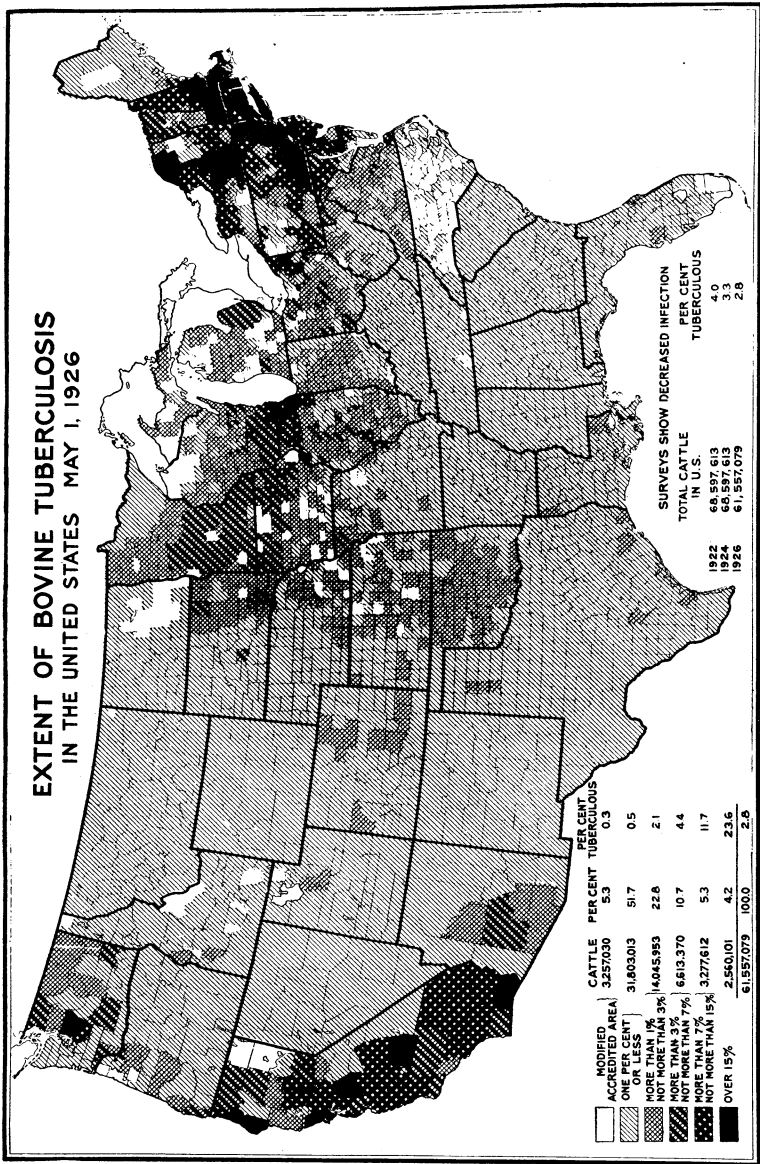 EXTENT OF BOVINE TUBERCULOSIS
IN THE UNITED STATES MAY 1, 1926
SURVEYS SHOW DECREASED INFECTION
TOTAL CATTLE IN U.S. PER CENT TUBERCULOUS
1922 68,597,613 4.0
1924 68,597,613 3.3
1926 61,557,079 2.8
CATTLE PER CENT PER CENT TUBERCULOUS
MODIFIED ACCREDITED AREA 3,257,030 5.3 0.3
ONE PER CENT OR LESS 31,803,013 51.7 0.5
MORE THAN 1% NOT MORE THAN 3% 14,045,953 22.8 2.1
MORE THAN 3% NOT MORE THAN 7% 6,613,370 10.7 4.4
MORE THAN 7% NOT MORE THAN 15% 3,277,612 5.3 11.7
OVER 15% 2,560,101 4.2 23.6
61,557,079 100.0 2.8